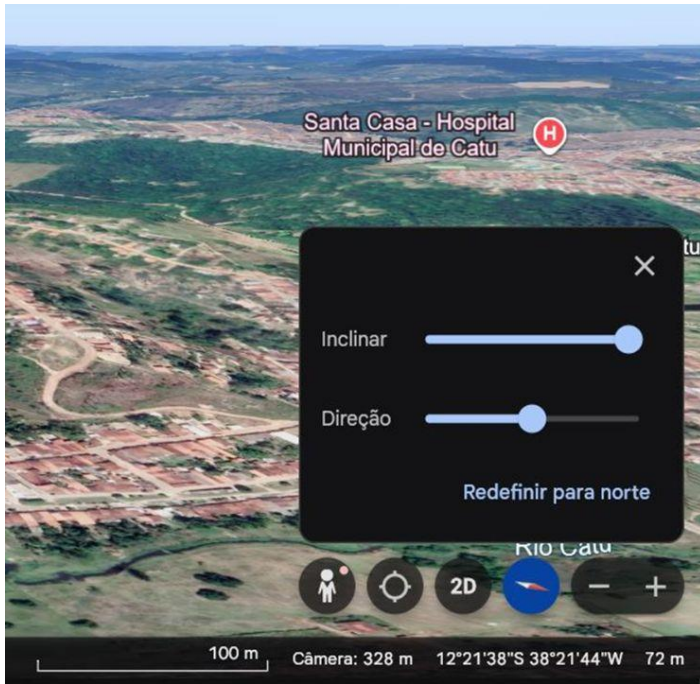 Santa Casa - Hospital
Municipal de Catu
H
tu
Inclinar
Direção
Redefinir para norte
Rio Catu
2D
100 m
Câmera: 328 m 12°21'38"S 38°21'44"W 72 m